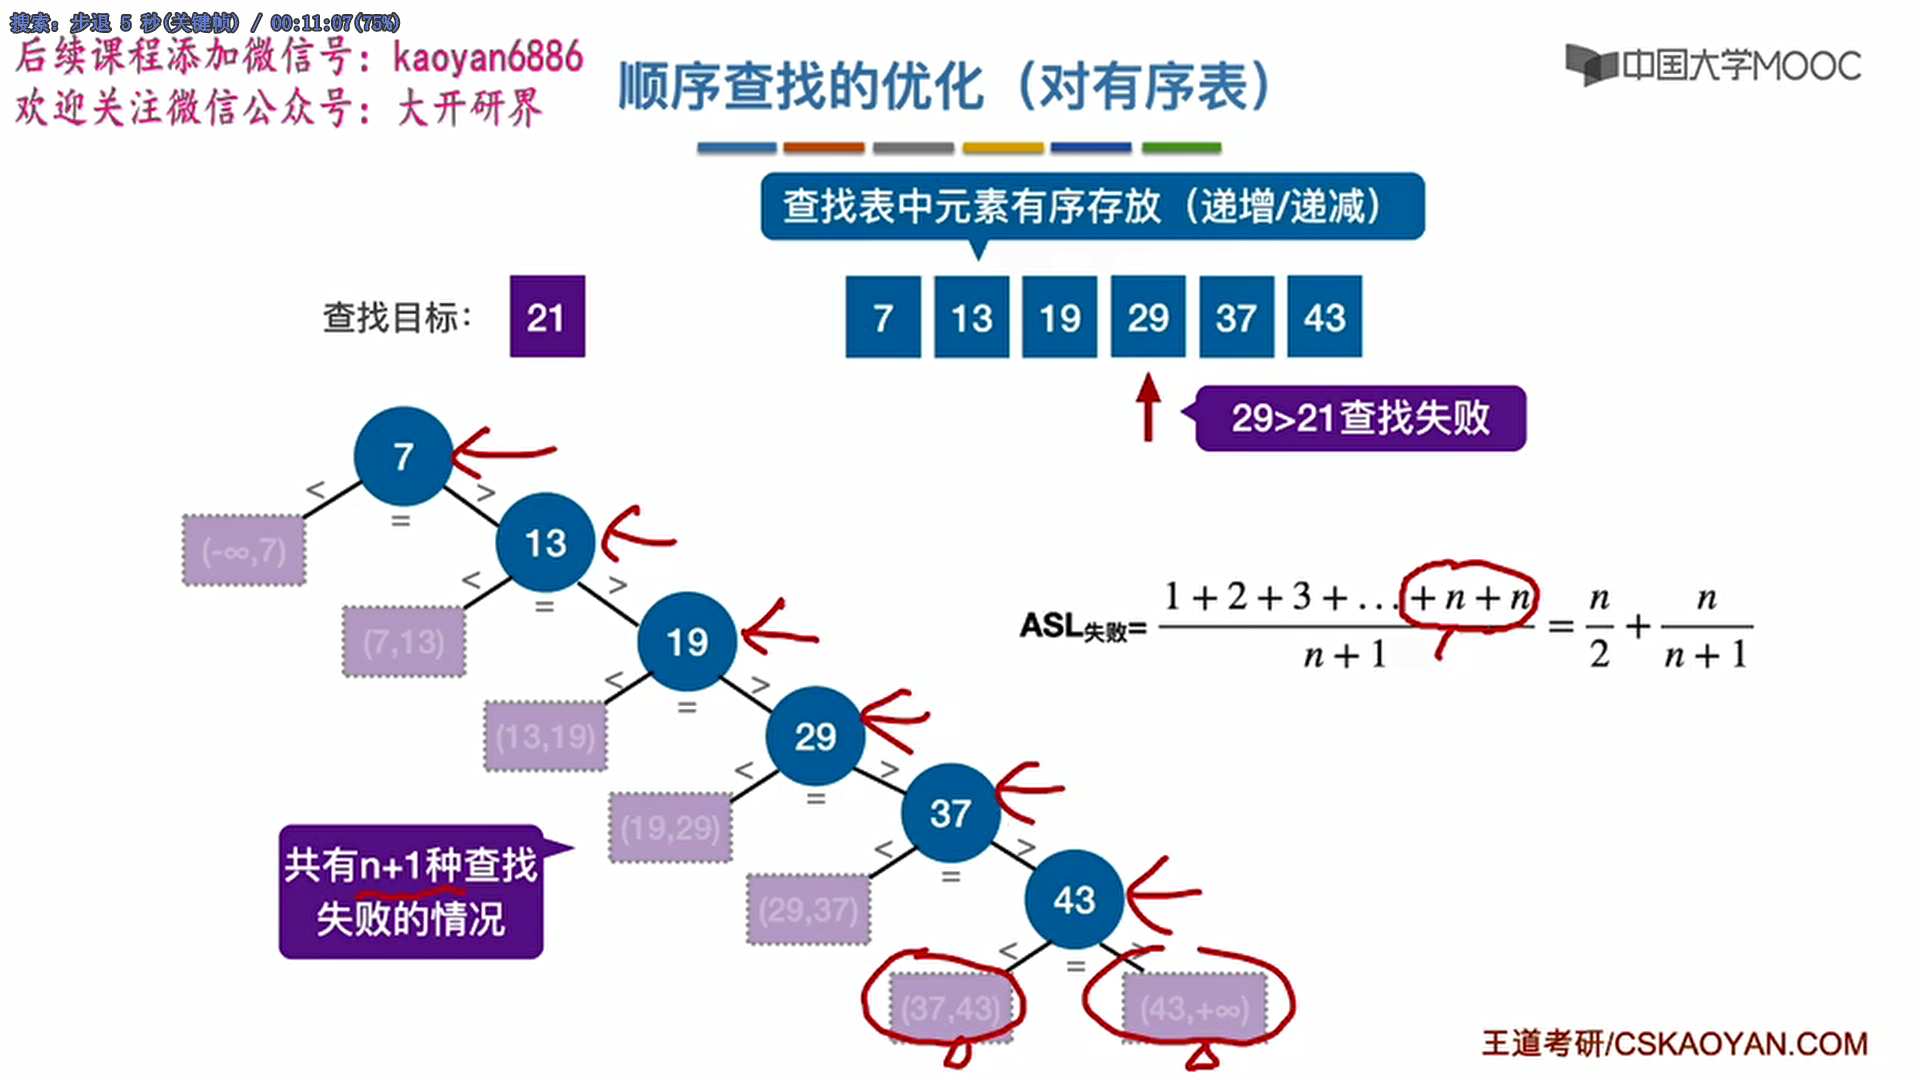 搜索: 步退 5 秒(关键帧) / 00:11:07(75%)
后续课程添加微信号：kaoyan6886
欢迎关注微信公众号：大开研界
顺序查找的优化（对有序表）
中国大学MOOC
查找表中元素有序存放（递增/递减）
查找目标：
21
7 13 19 29 37 43
29>21查找失败
7
< = >
(-∞,7)
13
< = >
(7,13)
19
< = >
(13,19)
29
< = >
(19,29)
37
< = >
(29,37)
43
< = >
(37,43)
(43,+∞)
ASL失败= (1+2+3+…+n+n)/(n+1) = n/2 + n/(n+1)
共有n+1种查找
失败的情况
王道考研/CSKAOYAN.COM